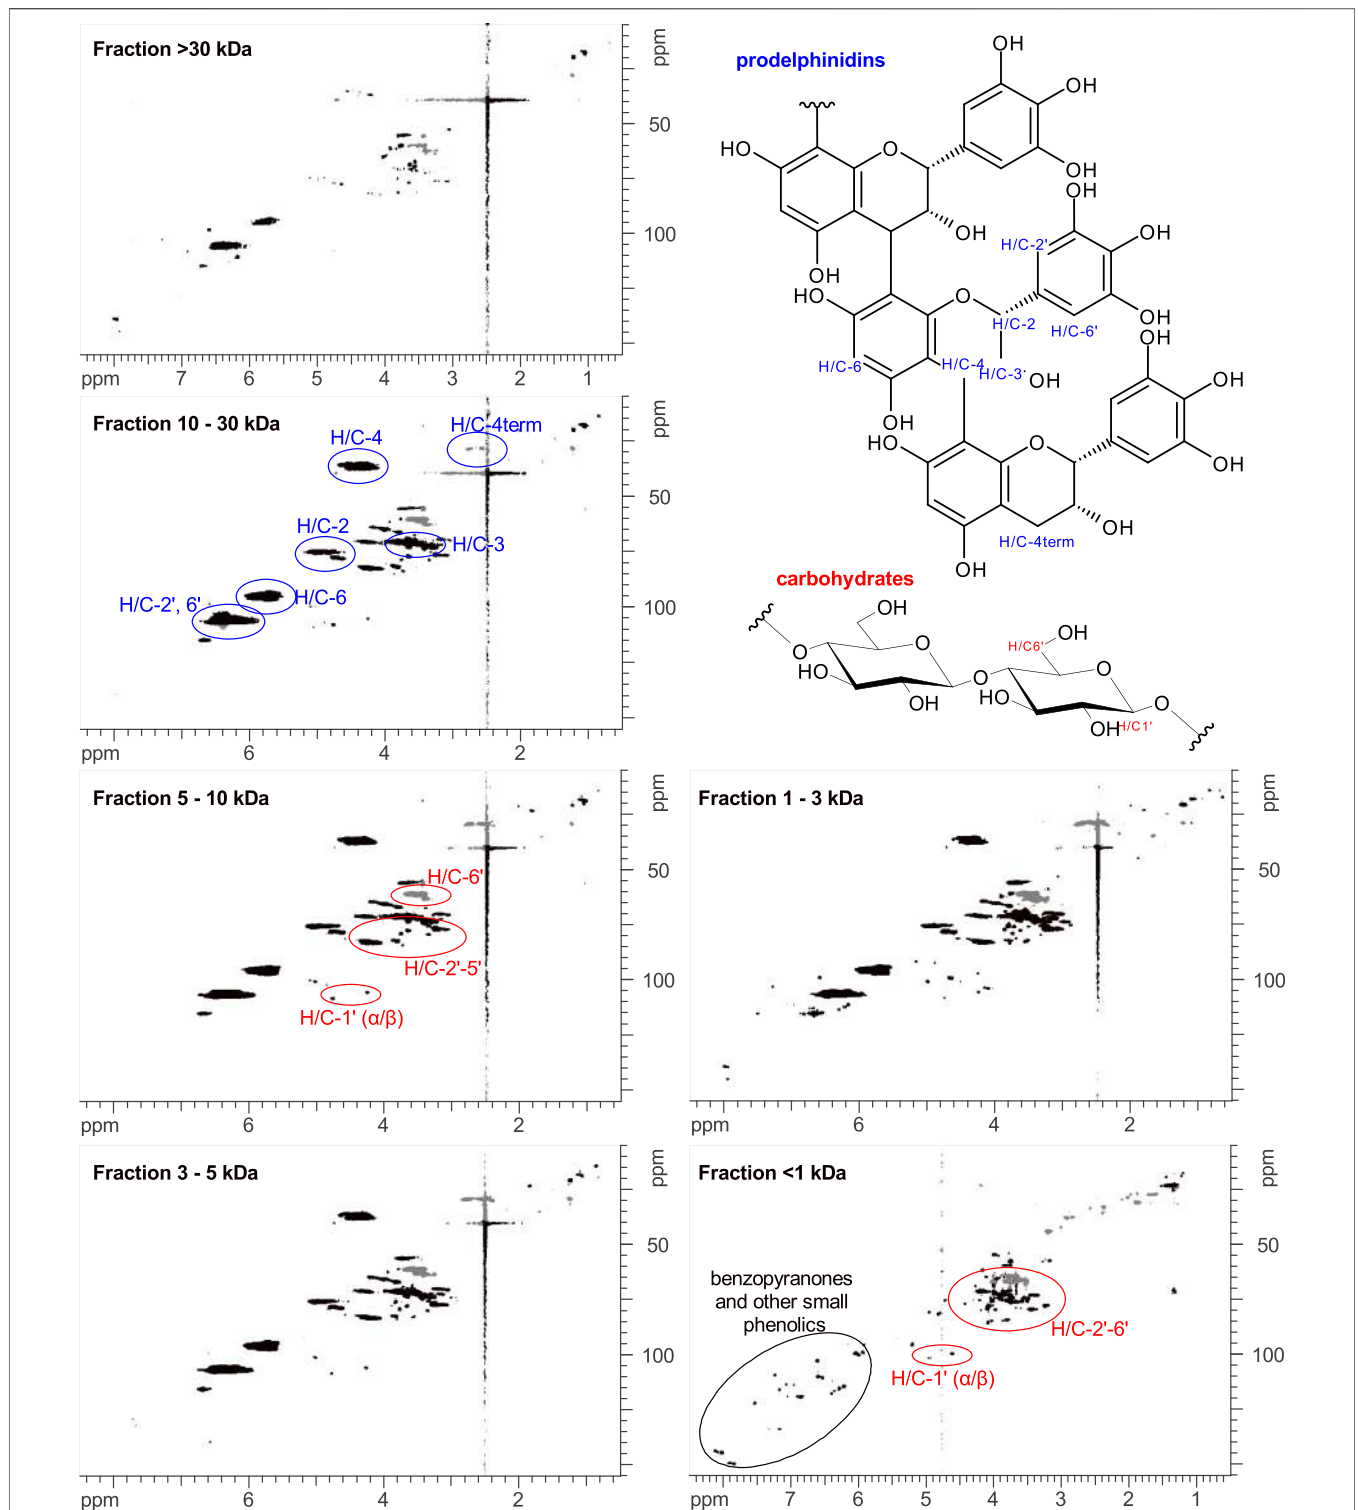 Fraction >30 kDa
ppm
50
100
ppm 7 6 5 4 3 2 1
prodelphinidins
OH
OH
HO
O
OH
OH
OH
H/C-2'
OH
OH
HO
O
OH
H/C-2
H/C-6'
OH
H/C-6
H/C-4
H/C-3'
OH
OH
OH
HO
O
OH
OH
H/C-4term
OH
Fraction 10 - 30 kDa
H/C-4term
H/C-4
ppm
50
H/C-2
H/C-3
H/C-2', 6'
H/C-6
100
ppm 6 4 2
carbohydrates
OH
OH
H/C6'
O
O
O
HO
O
HO
O
OH
OH
H/C1'
Fraction 5 - 10 kDa
ppm
50
H/C-6'
H/C-2'-5'
100
H/C-1' (α/β)
ppm 6 4 2
Fraction 1 - 3 kDa
ppm
50
100
ppm 6 4 2
Fraction 3 - 5 kDa
ppm
50
100
ppm 6 4 2
Fraction <1 kDa
ppm
50
benzopyranones
and other small
phenolics
H/C-2'-6'
100
H/C-1' (α/β)
ppm 7 6 5 4 3 2 1